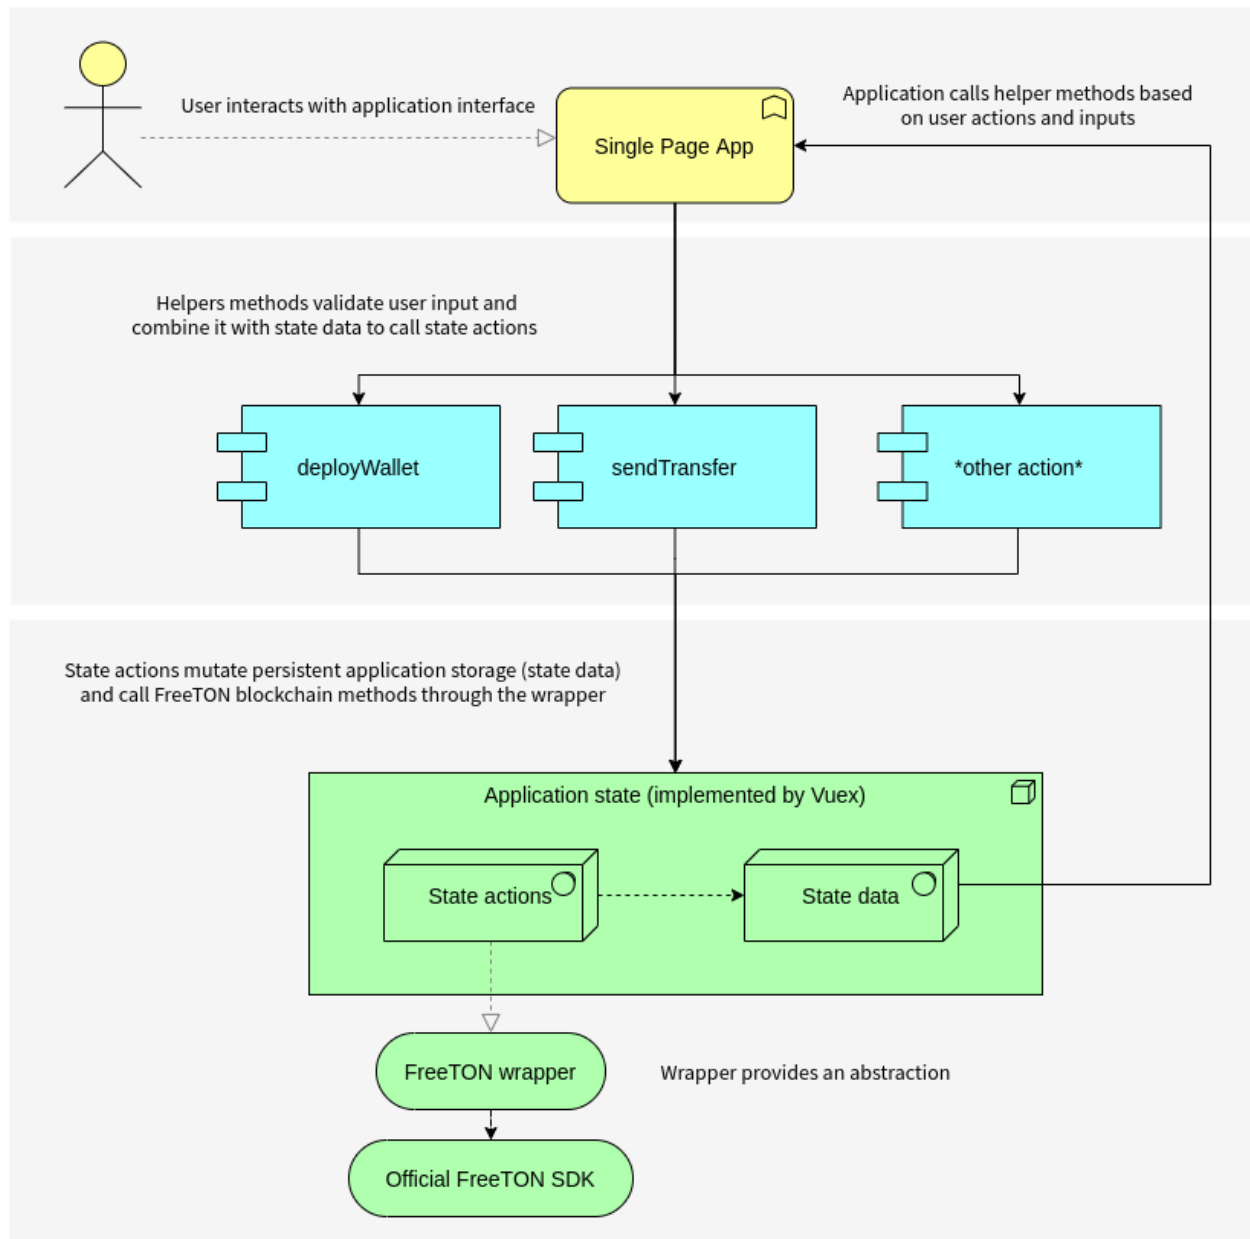 User interacts with application interface
Single Page App
Application calls helper methods based
on user actions and inputs
Helpers methods validate user input and
combine it with state data to call state actions
deployWallet
sendTransfer
*other action*
State actions mutate persistent application storage (state data)
and call FreeTON blockchain methods through the wrapper
Application state (implemented by Vuex)
State actions
State data
FreeTON wrapper
Wrapper provides an abstraction
Official FreeTON SDK